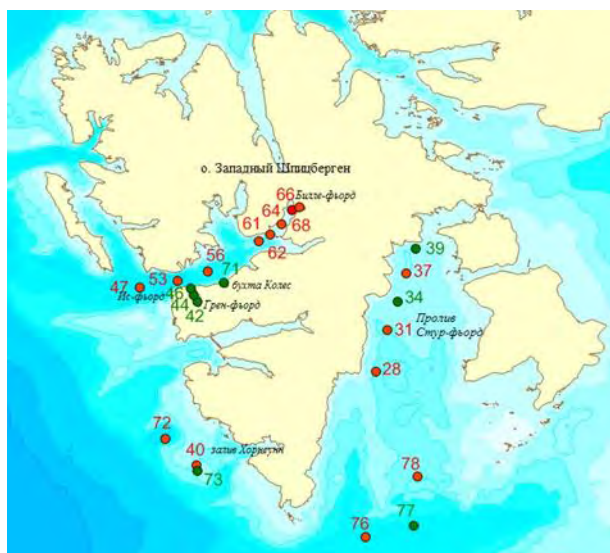 о. Западный Шпицберген
66 Билле-фьорд
64
68
61
62
39
56
71
37
53
бухта Колес
47
Ис-фьорд
46
44
Грен-фьорд
42
34
31
Пролив
Стур-фьорд
28
72
40
залив Хорнсунн
73
78
77
76